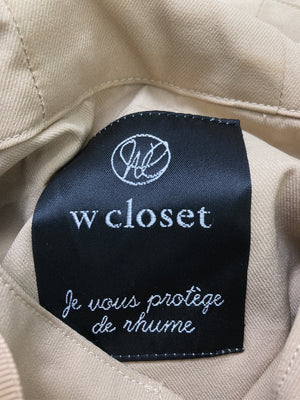 w closet
Je vous protège
de rhume